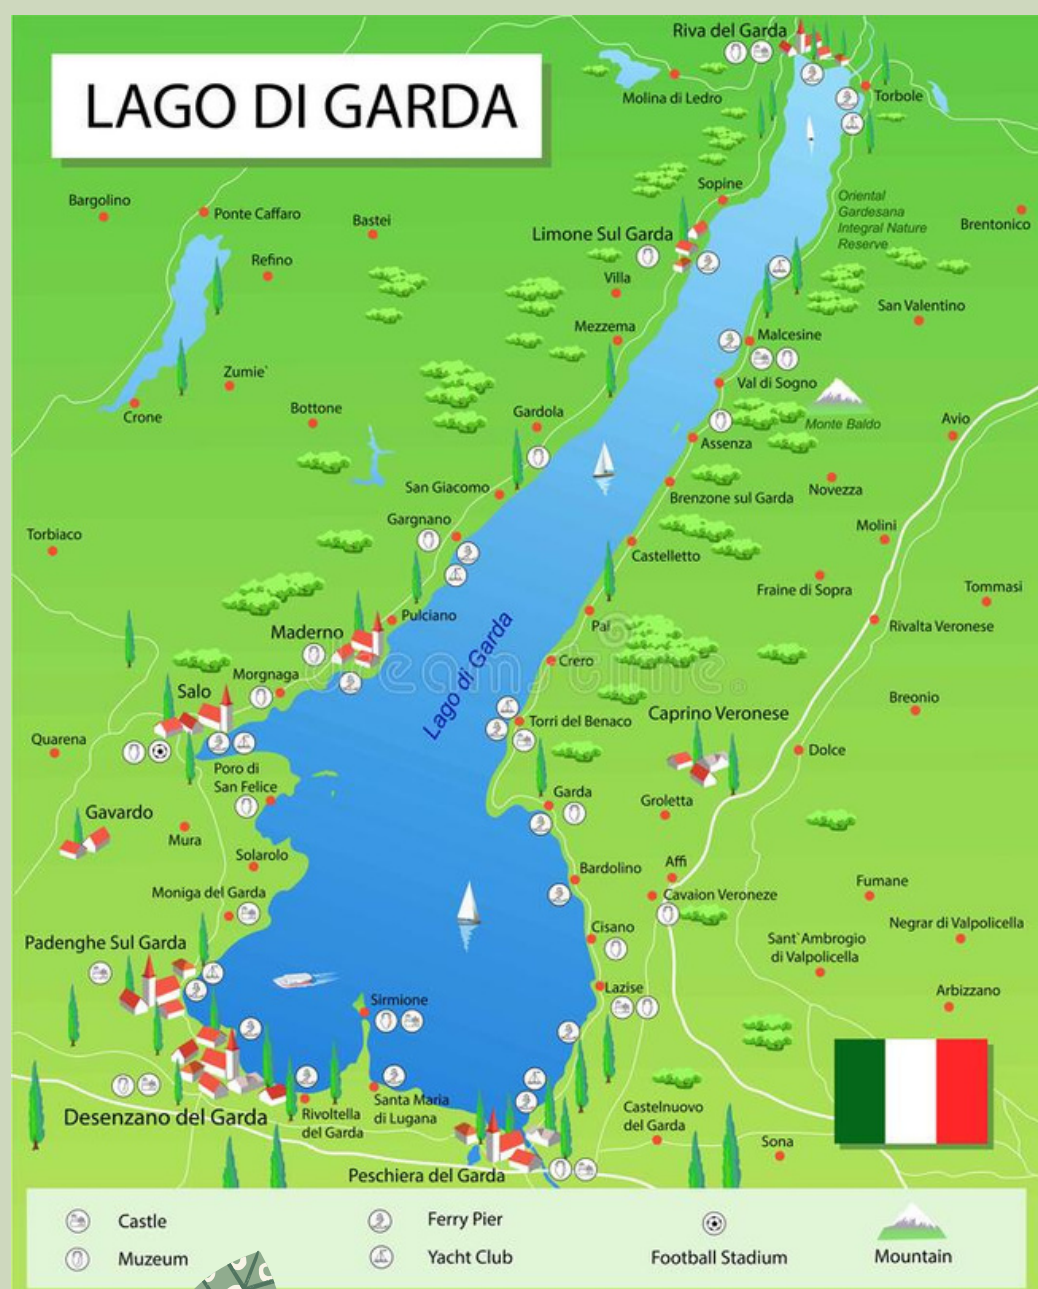 LAGO DI GARDA
Riva del Garda
Molina di Ledro
Torbole
Sopine
Oriental
Gardesana
Integral Nature
Reserve
Bargolino
Ponte Caffaro
Bastei
Brentonico
Limone Sul Garda
Refino
Villa
San Valentino
Mezzema
Malcesine
Zumie`
Val di Sogno
Crone
Bottone
Gardola
Monte Baldo
Avio
Assenza
San Giacomo
Brenzone sul Garda
Novezza
Gargnano
Molini
Torbiaco
Castelletto
Fraine di Sopra
Tommasi
Pulciano
Pai
Rivalta Veronese
Maderno
Lago di Garda
Crero
dreamstime.
Morgnaga
Salo
Breonio
Torri del Benaco
Caprino Veronese
Quarena
Dolce
Poro di
San Felice
Garda
Groletta
Gavardo
Mura
Solarolo
Bardolino
Affi
Moniga del Garda
Cavaion Veroneze
Fumane
Cisano
Negrar di Valpolicella
Padenghe Sul Garda
Sant`Ambrogio
di Valpolicella
Lazise
Arbizzano
Sirmione
Desenzano del Garda
Rivoltella
del Garda
Santa Maria
di Lugana
Castelnuovo
del Garda
Sona
Peschiera del Garda
Castle
Ferry Pier
Muzeum
Yacht Club
Football Stadium
Mountain